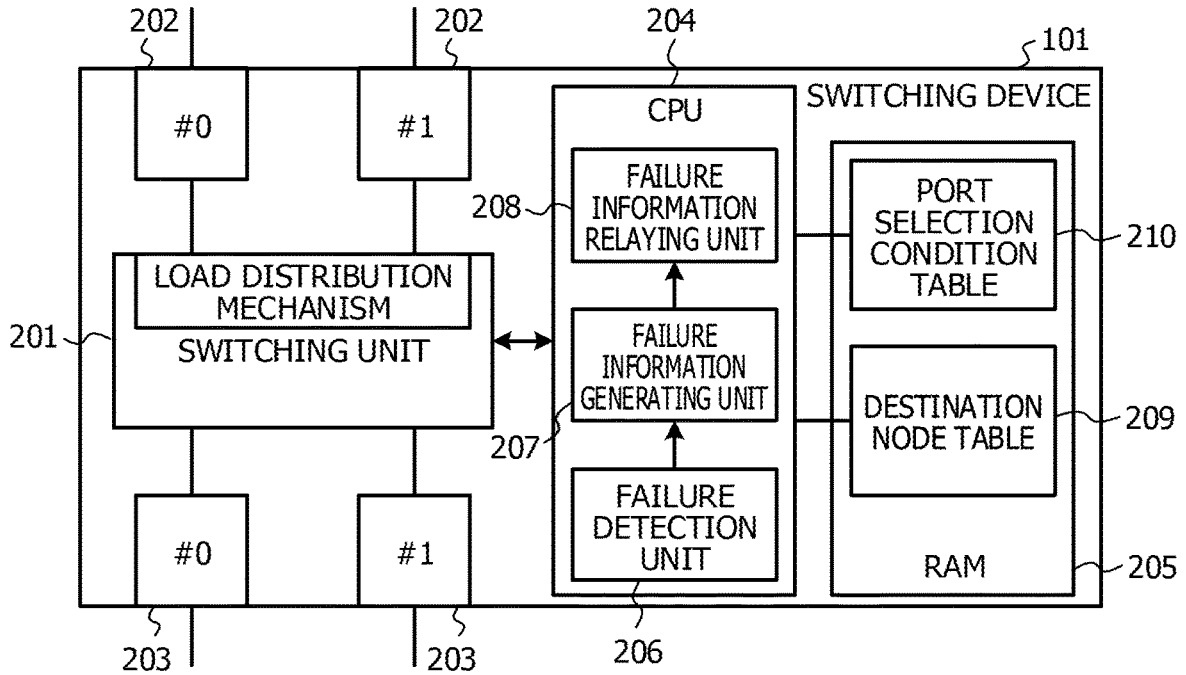 202
202
204
101
#0
#1
CPU
SWITCHING DEVICE
208
FAILURE
INFORMATION
RELAYING UNIT
PORT
SELECTION
CONDITION
TABLE
210
LOAD DISTRIBUTION
MECHANISM
201
SWITCHING UNIT
FAILURE
INFORMATION
GENERATING UNIT
207
DESTINATION
NODE TABLE
209
FAILURE
DETECTION
UNIT
#0
#1
RAM
205
203
203
206